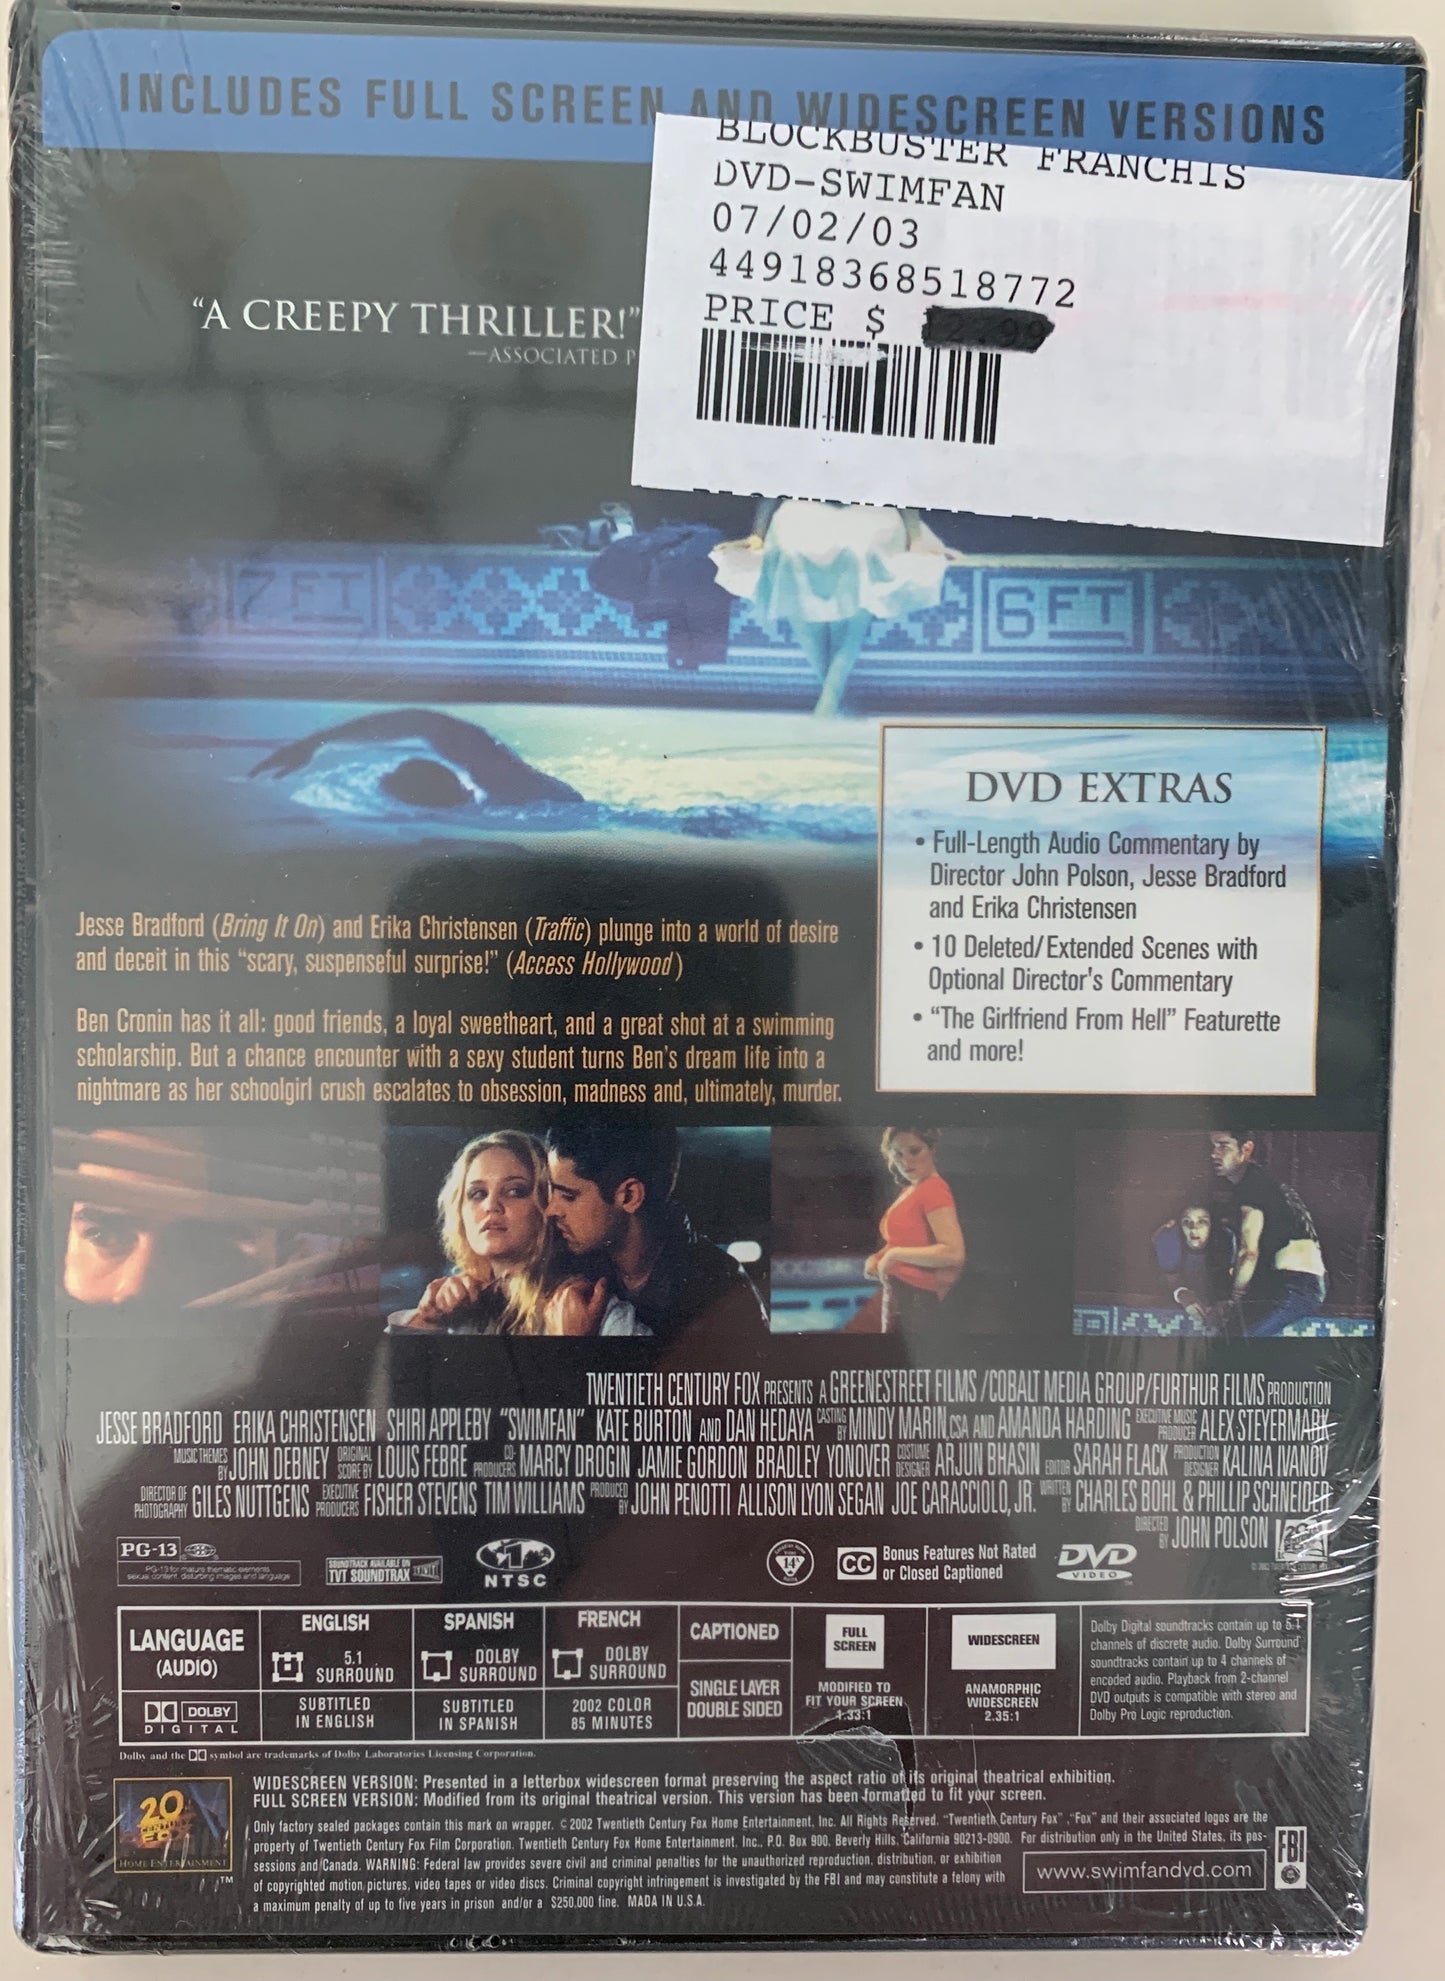 INCLUDES FULL SCREEN AND WIDESCREEN VERSIONS
BLOCKBUSTER FRANCHIS
DVD-SWIMFAN
07/02/03
44918368518772
PRICE $ 12.99
"A CREEPY THRILLER!"
—ASSOCIATED P
7 FT
6 FT
DVD EXTRAS
• Full-Length Audio Commentary by
Director John Polson, Jesse Bradford
and Erika Christensen
• 10 Deleted/Extended Scenes with
Optional Director's Commentary
• "The Girlfriend From Hell" Featurette
and more!
Jesse Bradford (Bring It On) and Erika Christensen (Traffic) plunge into a world of desire
and deceit in this "scary, suspenseful surprise!" (Access Hollywood)
Ben Cronin has it all: good friends, a loyal sweetheart, and a great shot at a swimming
scholarship. But a chance encounter with a sexy student turns Ben's dream life into a
nightmare as her schoolgirl crush escalates to obsession, madness and, ultimately, murder.
TWENTIETH CENTURY FOX PRESENTS A GREENESTREET FILMS/COBALT MEDIA GROUP/FURTHUR FILMS PRODUCTION
JESSE BRADFORD ERIKA CHRISTENSEN SHIRI APPLEBY "SWIMFAN" KATE BURTON AND DAN HEDAYA CASTING BY MINDY MARIN, CSA AND AMANDA HARDING EXECUTIVE MUSIC PRODUCER ALEX STEYERMARK
MUSIC THEMES BY JOHN DEBNEY ORIGINAL SCORE BY LOUIS FEBRE CO-PRODUCERS MARCY DROGIN JAMIE GORDON BRADLEY YONOVER COSTUME DESIGNER ARJUN BHASIN EDITOR SARAH FLACK PRODUCTION DESIGNER KALINA IVANOV
DIRECTOR OF PHOTOGRAPHY GILES NUTTGENS EXECUTIVE PRODUCERS FISHER STEVENS TIM WILLIAMS PRODUCED BY JOHN PENOTTI ALLISON LYON SEGAN JOE CARACCIOLO, JR. WRITTEN BY CHARLES BOHL & PHILLIP SCHNEIDER
DIRECTED BY JOHN POLSON
PG-13
PG-13 for mature thematic elements,
sexual content, disturbing images and language
SOUNDTRACK AVAILABLE ON
TVT SOUNDTRAX
1
NTSC
14
CC Bonus Features Not Rated
or Closed Captioned
DVD
VIDEO
LANGUAGE
(AUDIO)
ENGLISH
5.1
SURROUND
SPANISH
DOLBY
SURROUND
FRENCH
DOLBY
SURROUND
CAPTIONED
FULL
SCREEN
WIDESCREEN
DOLBY
DIGITAL
SUBTITLED
IN ENGLISH
SUBTITLED
IN SPANISH
2002 COLOR
85 MINUTES
SINGLE LAYER
DOUBLE SIDED
MODIFIED TO
FIT YOUR SCREEN
1.33:1
ANAMORPHIC
WIDESCREEN
2.35:1
Dolby Digital soundtracks contain up to 5.1
channels of discrete audio. Dolby Surround
soundtracks contain up to 4 channels of
encoded audio. Playback from 2-channel
DVD outputs is compatible with stereo and
Dolby Pro Logic reproduction.
Dolby and the symbol are trademarks of Dolby Laboratories Licensing Corporation.
WIDESCREEN VERSION: Presented in a letterbox widescreen format preserving the aspect ratio of its original theatrical exhibition.
FULL SCREEN VERSION: Modified from its original theatrical version. This version has been formatted to fit your screen.
Only factory sealed packages contain this mark on wrapper. © 2002 Twentieth Century Fox Home Entertainment, Inc. All Rights Reserved. "Twentieth Century Fox", "Fox" and their associated logos are the
property of Twentieth Century Fox Film Corporation. Twentieth Century Fox Home Entertainment, Inc., P.O. Box 900, Beverly Hills, California 90213-0900. For distribution only in the United States, its pos-
sessions and Canada. WARNING: Federal law provides severe civil and criminal penalties for the unauthorized reproduction, distribution, or exhibition
of copyrighted motion pictures, video tapes or video discs. Criminal copyright infringement is investigated by the FBI and may constitute a felony with
a maximum penalty of up to five years in prison and/or a $250,000 fine. MADE IN U.S.A.
20
CENTURY
FOX
HOME ENTERTAINMENT
TM
www.swimfandvd.com
FBI